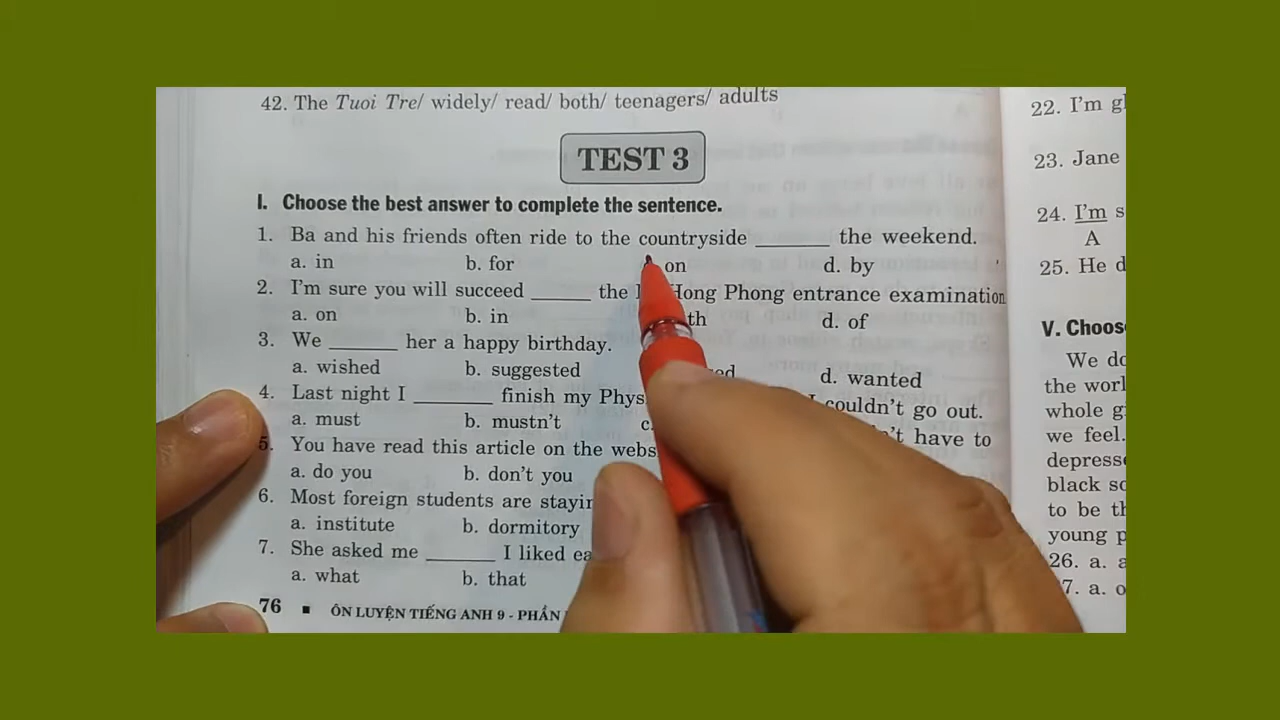 42. The Tuoi Tre/ widely/ read/ both/ teenagers/ adults
TEST 3
I. Choose the best answer to complete the sentence.
1. Ba and his friends often ride to the countryside _______ the weekend.
a. in b. for on d. by
2. I'm sure you will succeed _____ the Hong Phong entrance examination
a. on b. in d. of
3. We ______ her a happy birthday.
a. wished b. suggested d. wanted
4. Last night I _______ finish my Phys couldn't go out.
a. must b. mustn't c. have to
5. You have read this article on the webs
a. do you b. don't you
6. Most foreign students are stayin
a. institute b. dormitory
7. She asked me ______ I liked ea
a. what b. that
76 ■ ÔN LUYỆN TIẾNG ANH 9 - PHẦN
22. I'm gl
23. Jane
24. I'm s
A
25. He d
V. Choos
We do
the worl
whole g
we feel.
depresse
black so
to be th
young p
26. a. a
7. a. o